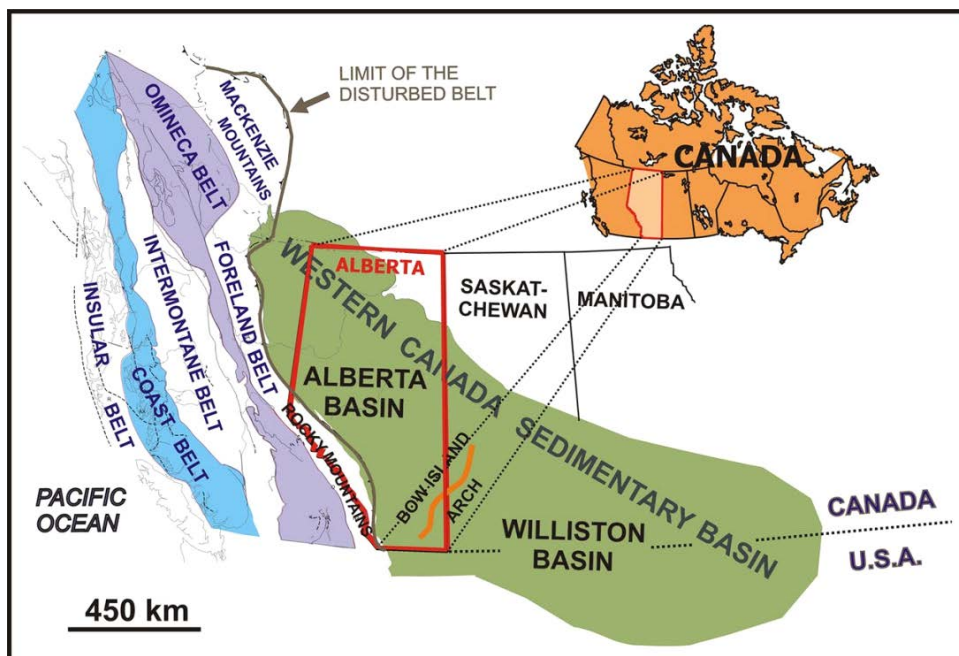 LIMIT OF THE
DISTURBED BELT
CANADA
MACKENZIE
MOUNTAINS
OMINECA BELT
INTERMONTANE BELT
FORELAND BELT
INSULAR
BELT
COAST BELT
PACIFIC
OCEAN
ALBERTA
SASKAT-
CHEWAN
MANITOBA
WESTERN CANADA SEDIMENTARY BASIN
ALBERTA
BASIN
ROCKY MOUNTAINS
BOW-ISLAND
ARCH
WILLISTON
BASIN
CANADA
U.S.A.
450 km